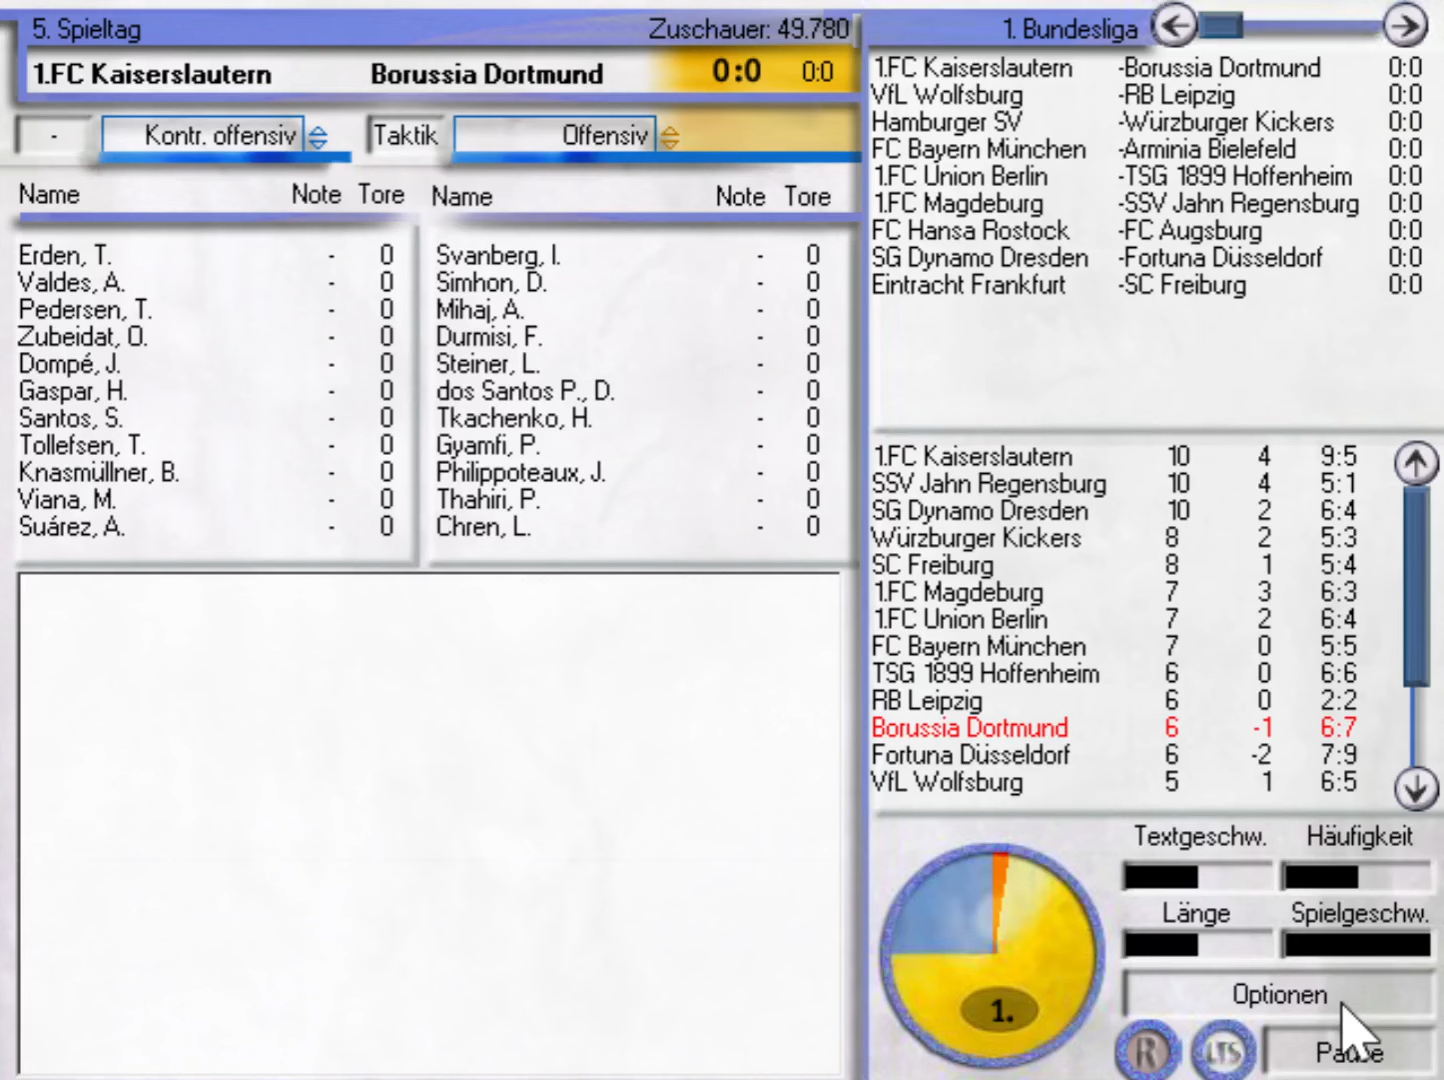 5. Spieltag Zuschauer: 49.780
1.FC Kaiserslautern Borussia Dortmund 0:0 0:0
- Kontr. offensiv Taktik Offensiv
Name Note Tore Name Note Tore
Erden, T. - 0 Svanberg, I. - 0
Valdes, A. - 0 Simhon, D. - 0
Pedersen, T. - 0 Mihaj, A. - 0
Zubeidat, O. - 0 Durmisi, F. - 0
Dompé, J. - 0 Steiner, L. - 0
Gaspar, H. - 0 dos Santos P., D. - 0
Santos, S. - 0 Tkachenko, H. - 0
Tollefsen, T. - 0 Gyamfi, P. - 0
Knasmüllner, B. - 0 Philippoteaux, J. - 0
Viana, M. - 0 Thahiri, P. - 0
Suárez, A. - 0 Chren, L. - 0
1. Bundesliga
1.FC Kaiserslautern -Borussia Dortmund 0:0
VfL Wolfsburg -RB Leipzig 0:0
Hamburger SV -Würzburger Kickers 0:0
FC Bayern München -Arminia Bielefeld 0:0
1.FC Union Berlin -TSG 1899 Hoffenheim 0:0
1.FC Magdeburg -SSV Jahn Regensburg 0:0
FC Hansa Rostock -FC Augsburg 0:0
SG Dynamo Dresden -Fortuna Düsseldorf 0:0
Eintracht Frankfurt -SC Freiburg 0:0
1.FC Kaiserslautern 10 4 9:5
SSV Jahn Regensburg 10 4 5:1
SG Dynamo Dresden 10 2 6:4
Würzburger Kickers 8 2 5:3
SC Freiburg 8 1 5:4
1.FC Magdeburg 7 3 6:3
1.FC Union Berlin 7 2 6:4
FC Bayern München 7 0 5:5
TSG 1899 Hoffenheim 6 0 6:6
RB Leipzig 6 0 2:2
Borussia Dortmund 6 -1 6:7
Fortuna Düsseldorf 6 -2 7:9
VfL Wolfsburg 5 1 6:5
Textgeschw. Häufigkeit
Länge Spielgeschw.
1.
Optionen
R LTS Pause